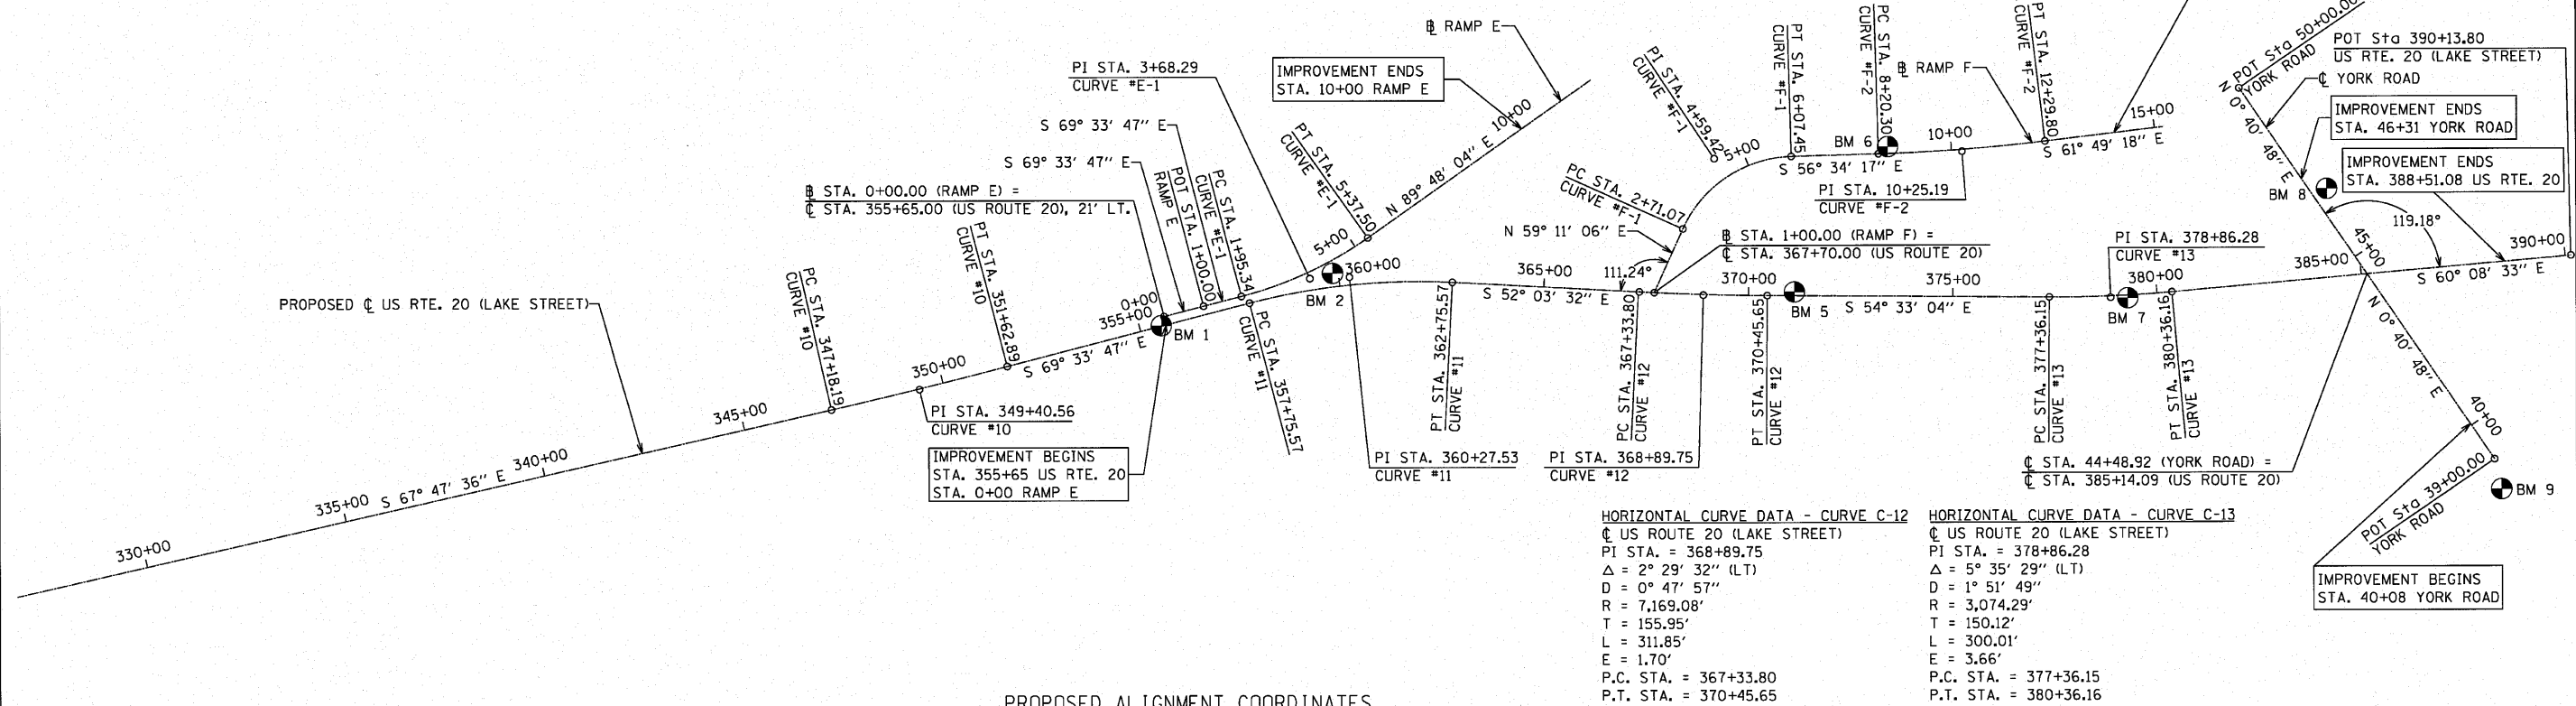 ℄ RAMP E
PI STA. 3+68.29
CURVE #E-1
IMPROVEMENT ENDS
STA. 10+00 RAMP E
S 69° 33' 47" E
S 69° 33' 47" E
POT STA. 1+00.00
RAMP E
PC STA. 1+95.34
CURVE #E-1
PT STA. 5+37.50
CURVE #E-1
N 89° 48' 04" E
10+00
5+00
0+00
STA. 0+00.00 (RAMP E) =
℄ STA. 355+65.00 (US ROUTE 20), 21' LT.
PT STA. 351+62.89
CURVE #10
PC STA. 347+18.19
CURVE #10
PROPOSED ℄ US RTE. 20 (LAKE STREET)
330+00
335+00
S 67° 47' 36" E
340+00
345+00
350+00
S 69° 33' 47" E
355+00
BM 1
PI STA. 349+40.56
CURVE #10
IMPROVEMENT BEGINS
STA. 355+65 US RTE. 20
STA. 0+00 RAMP E
PC STA. 357+75.57
CURVE #11
BM 2
360+00
PI STA. 360+27.53
CURVE #11
PT STA. 362+75.57
CURVE #11
365+00
S 52° 03' 32" E
111.24°
PC STA. 367+33.80
CURVE #12
PI STA. 368+89.75
CURVE #12
PI STA. 4+59.42
CURVE #F-1
5+00
PT STA. 6+07.45
CURVE #F-1
PC STA. 8+20.30
CURVE #F-2
BM 6
S 56° 34' 17" E
RAMP F
10+00
PI STA. 10+25.19
CURVE #F-2
PT STA. 12+29.80
CURVE #F-2
15+00
S 61° 49' 18" E
PC STA. 2+71.07
CURVE #F-1
N 59° 11' 06" E
STA. 1+00.00 (RAMP F) =
℄ STA. 367+70.00 (US ROUTE 20)
370+00
PT STA. 370+45.65
CURVE #12
BM 5
S 54° 33' 04" E
375+00
PC STA. 377+36.15
CURVE #13
PI STA. 378+86.28
CURVE #13
BM 7
380+00
PT STA. 380+36.16
CURVE #13
385+00
POT Sta 50+00.00
YORK ROAD
POT Sta 390+13.80
US RTE. 20 (LAKE STREET)
℄ YORK ROAD
N 0° 40' 48" E
IMPROVEMENT ENDS
STA. 46+31 YORK ROAD
IMPROVEMENT ENDS
STA. 388+51.08 US RTE. 20
BM 8
119.18°
45+00
390+00
S 60° 08' 33" E
N 0° 40' 48" E
40+00
℄ STA. 44+48.92 (YORK ROAD) =
℄ STA. 385+14.09 (US ROUTE 20)
POT Sta 39+00.00
YORK ROAD
BM 9
IMPROVEMENT BEGINS
STA. 40+08 YORK ROAD
HORIZONTAL CURVE DATA - CURVE C-12
℄ US ROUTE 20 (LAKE STREET)
PI STA. = 368+89.75
Δ = 2° 29' 32" (LT)
D = 0° 47' 57"
R = 7,169.08'
T = 155.95'
L = 311.85'
E = 1.70'
P.C. STA. = 367+33.80
P.T. STA. = 370+45.65
HORIZONTAL CURVE DATA - CURVE C-13
℄ US ROUTE 20 (LAKE STREET)
PI STA. = 378+86.28
Δ = 5° 35' 29" (LT)
D = 1° 51' 49"
R = 3,074.29'
T = 150.12'
L = 300.01'
E = 3.66'
P.C. STA. = 377+36.15
P.T. STA. = 380+36.16
PROPOSED ALIGNMENT COORDINATES